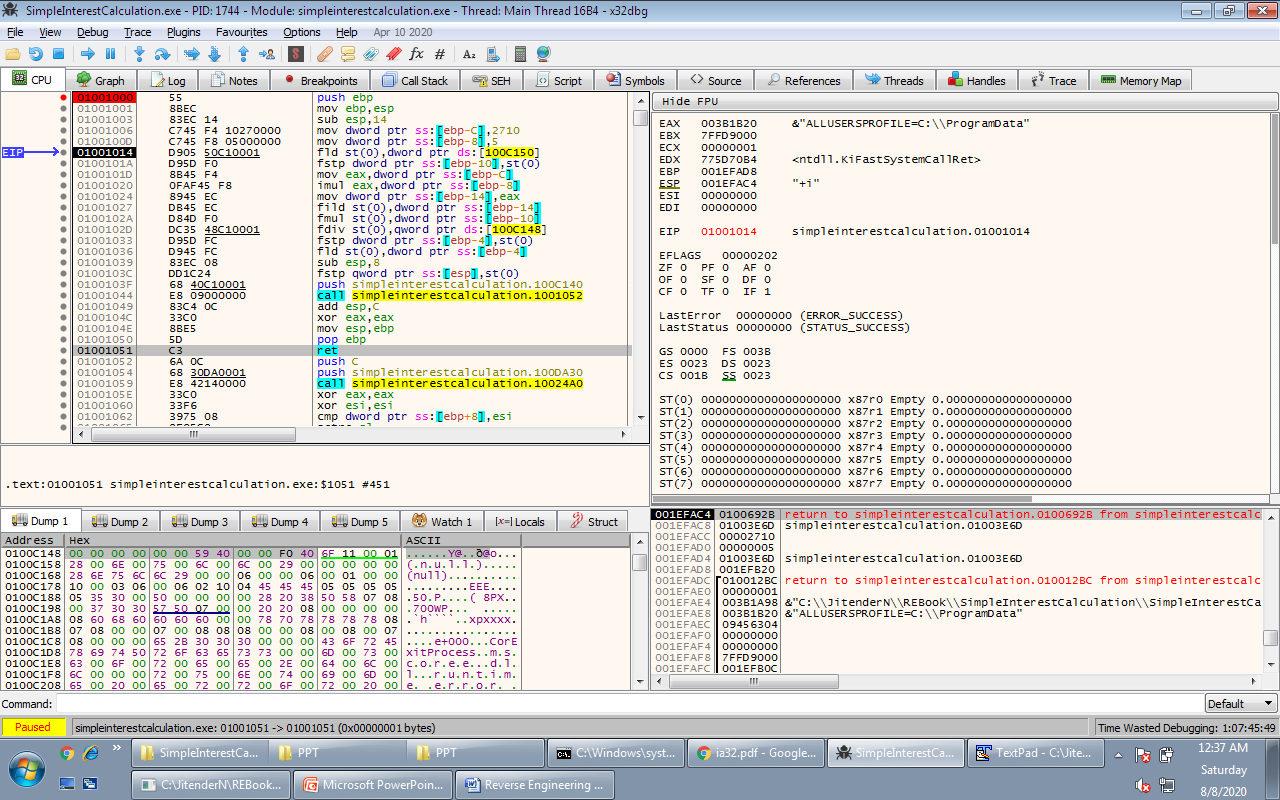 SimpleInterestCalculation.exe - PID: 1744 - Module: simpleinterestcalculation.exe - Thread: Main Thread 16B4 - x32dbg
File View Debug Trace Plugins Favourites Options Help Apr 10 2020
CPU Graph Log Notes Breakpoints Call Stack SEH Script Symbols Source References Threads Handles Trace Memory Map
EIP
01001000 55 push ebp
01001001 8BEC mov ebp,esp
01001003 83EC 14 sub esp,14
01001006 C745 F4 10270000 mov dword ptr ss:[ebp-C],2710
0100100D C745 F8 05000000 mov dword ptr ss:[ebp-8],5
01001014 D905 50C10001 fld st(0),dword ptr ds:[100C150]
0100101A D95D F0 fstp dword ptr ss:[ebp-10],st(0)
0100101D 8B45 F4 mov eax,dword ptr ss:[ebp-C]
01001020 0FAF45 F8 imul eax,dword ptr ss:[ebp-8]
01001024 8945 EC mov dword ptr ss:[ebp-14],eax
01001027 DB45 EC fild st(0),dword ptr ss:[ebp-14]
0100102A D84D F0 fmul st(0),dword ptr ss:[ebp-10]
0100102D DC35 48C10001 fdiv st(0),qword ptr ds:[100C148]
01001033 D95D FC fstp dword ptr ss:[ebp-4],st(0)
01001036 D945 FC fld st(0),dword ptr ss:[ebp-4]
01001039 83EC 08 sub esp,8
0100103C DD1C24 fstp qword ptr ss:[esp],st(0)
0100103F 68 40C10001 push simpleinterestcalculation.100C140
01001044 E8 09000000 call simpleinterestcalculation.1001052
01001049 83C4 0C add esp,C
0100104C 33C0 xor eax,eax
0100104E 8BE5 mov esp,ebp
01001050 5D pop ebp
01001051 C3 ret
01001052 6A 0C push C
01001054 68 30DA0001 push simpleinterestcalculation.100DA30
01001059 E8 42140000 call simpleinterestcalculation.10024A0
0100105E 33C0 xor eax,eax
01001060 33F6 xor esi,esi
01001062 3975 08 cmp dword ptr ss:[ebp+8],esi
.text:01001051 simpleinterestcalculation.exe:$1051 #451
Hide FPU
EAX 003B1B20 &"ALLUSERSPROFILE=C:\\ProgramData"
EBX 7FFD9000
ECX 00000001
EDX 775D70B4 <ntdll.KiFastSystemCallRet>
EBP 001EFAD8
ESP 001EFAC4 "+i"
ESI 00000000
EDI 00000000
EIP 01001014 simpleinterestcalculation.01001014
EFLAGS 00000202
ZF 0 PF 0 AF 0
OF 0 SF 0 DF 0
CF 0 TF 0 IF 1
LastError 00000000 (ERROR_SUCCESS)
LastStatus 00000000 (STATUS_SUCCESS)
GS 0000 FS 003B
ES 0023 DS 0023
CS 001B SS 0023
ST(0) 00000000000000000000 x87r0 Empty 0.000000000000000000
ST(1) 00000000000000000000 x87r1 Empty 0.000000000000000000
ST(2) 00000000000000000000 x87r2 Empty 0.000000000000000000
ST(3) 00000000000000000000 x87r3 Empty 0.000000000000000000
ST(4) 00000000000000000000 x87r4 Empty 0.000000000000000000
ST(5) 00000000000000000000 x87r5 Empty 0.000000000000000000
ST(6) 00000000000000000000 x87r6 Empty 0.000000000000000000
ST(7) 00000000000000000000 x87r7 Empty 0.000000000000000000
Dump 1 Dump 2 Dump 3 Dump 4 Dump 5 Watch 1 Locals Struct
Address Hex ASCII
0100C148 00 00 00 00 00 00 59 40 00 00 F0 40 6F 11 00 01 ......Y@..ð@o...
0100C158 28 00 6E 00 75 00 6C 00 6C 00 29 00 00 00 00 00 (.n.u.l.l.).....
0100C168 28 6E 75 6C 6C 29 00 00 06 00 00 06 00 01 00 00 (null)..........
0100C178 10 00 03 06 00 06 02 10 04 45 45 45 05 05 05 05 .........EEE....
0100C188 05 35 30 00 50 00 00 00 00 28 20 38 50 58 07 08 .50.P....( 8PX..
0100C198 00 37 30 30 57 50 07 00 00 20 20 08 00 00 00 00 .700WP... .....
0100C1A8 08 60 68 60 60 60 60 00 00 78 70 78 78 78 78 08 .`h````..xpxxxx.
0100C1B8 07 08 00 00 07 00 08 08 08 00 00 08 00 08 00 07 ................
0100C1C8 08 00 00 00 65 2B 30 30 30 00 00 00 43 6F 72 45 ....e+000...CorE
0100C1D8 78 69 74 50 72 6F 63 65 73 73 00 00 6D 00 73 00 xitProcess..m.s.
0100C1E8 63 00 6F 00 72 00 65 00 65 00 2E 00 64 00 6C 00 c.o.r.e.e...d.l.
0100C1F8 6C 00 00 00 72 00 75 00 6E 00 74 00 69 00 6D 00 l...r.u.n.t.i.m.
0100C208 65 00 20 00 65 00 72 00 72 00 6F 00 72 00 20 00 e. .e.r.r.o.r. .
001EFAC4 0100692B return to simpleinterestcalculation.0100692B from simpleinterestcalc
001EFAC8 01003E6D simpleinterestcalculation.01003E6D
001EFACC 00002710
001EFAD0 00000005
001EFAD4 01003E6D simpleinterestcalculation.01003E6D
001EFAD8 001EFB20
001EFADC 010012BC return to simpleinterestcalculation.010012BC from simpleinterestcalc
001EFAE0 00000001
001EFAE4 003B1A98 &"C:\\JitenderN\\REBook\\SimpleInterestCalculation\\SimpleInterestCa
001EFAE8 003B1B20 &"ALLUSERSPROFILE=C:\\ProgramData"
001EFAEC 09456304
001EFAF0 00000000
001EFAF4 00000000
001EFAF8 7FFD9000
001EFAFC 001EFB0C
Command: Default
Paused simpleinterestcalculation.exe: 01001051 -> 01001051 (0x00000001 bytes) Time Wasted Debugging: 1:07:45:49
SimpleInterestCa... PPT PPT C:\Windows\syst... ia32.pdf - Google... SimpleInterestCa... TextPad - C:\Jite...
C:\JitenderN\REBook... Microsoft PowerPoin... Reverse Engineering ...
12:37 AM
Saturday
8/8/2020